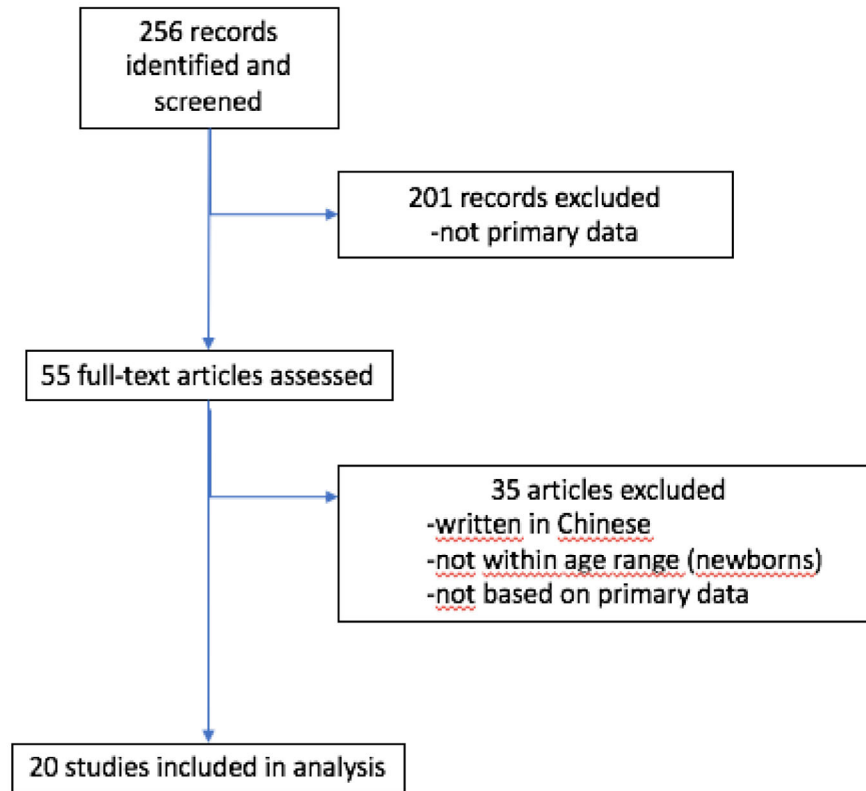 256 records
identified and
screened
201 records excluded
-not primary data
55 full-text articles assessed
35 articles excluded
-written in Chinese
-not within age range (newborns)
-not based on primary data
20 studies included in analysis